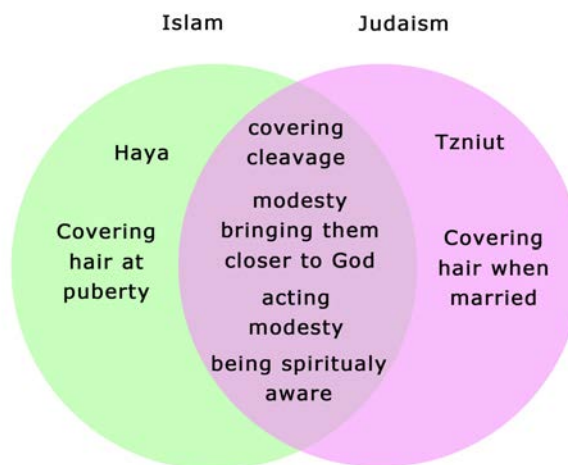 Islam
Judaism
Haya
Covering
hair at
puberty
covering
cleavage
modesty
bringing them
closer to God
acting
modesty
being spiritualy
aware
Tzniut
Covering
hair when
married